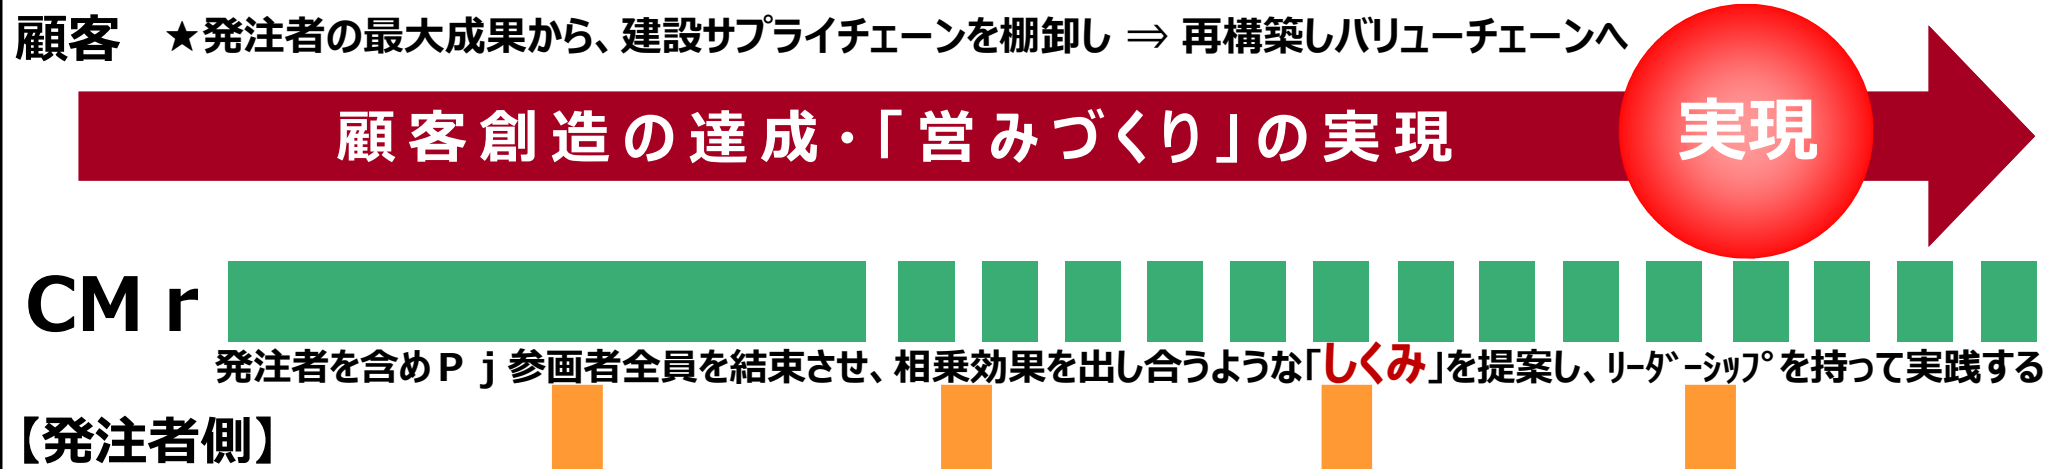 顧客 ★発注者の最大成果から、建設サプライチェーンを棚卸し ⇒ 再構築しバリューチェーンへ
顧客創造の達成・「営みづくり」の実現
実現
CMｒ
発注者を含めＰｊ参画者全員を結束させ、相乗効果を出し合うような「しくみ」を提案し、ﾘｰﾀﾞｰｼｯﾌﾟを持って実践する
【発注者側】